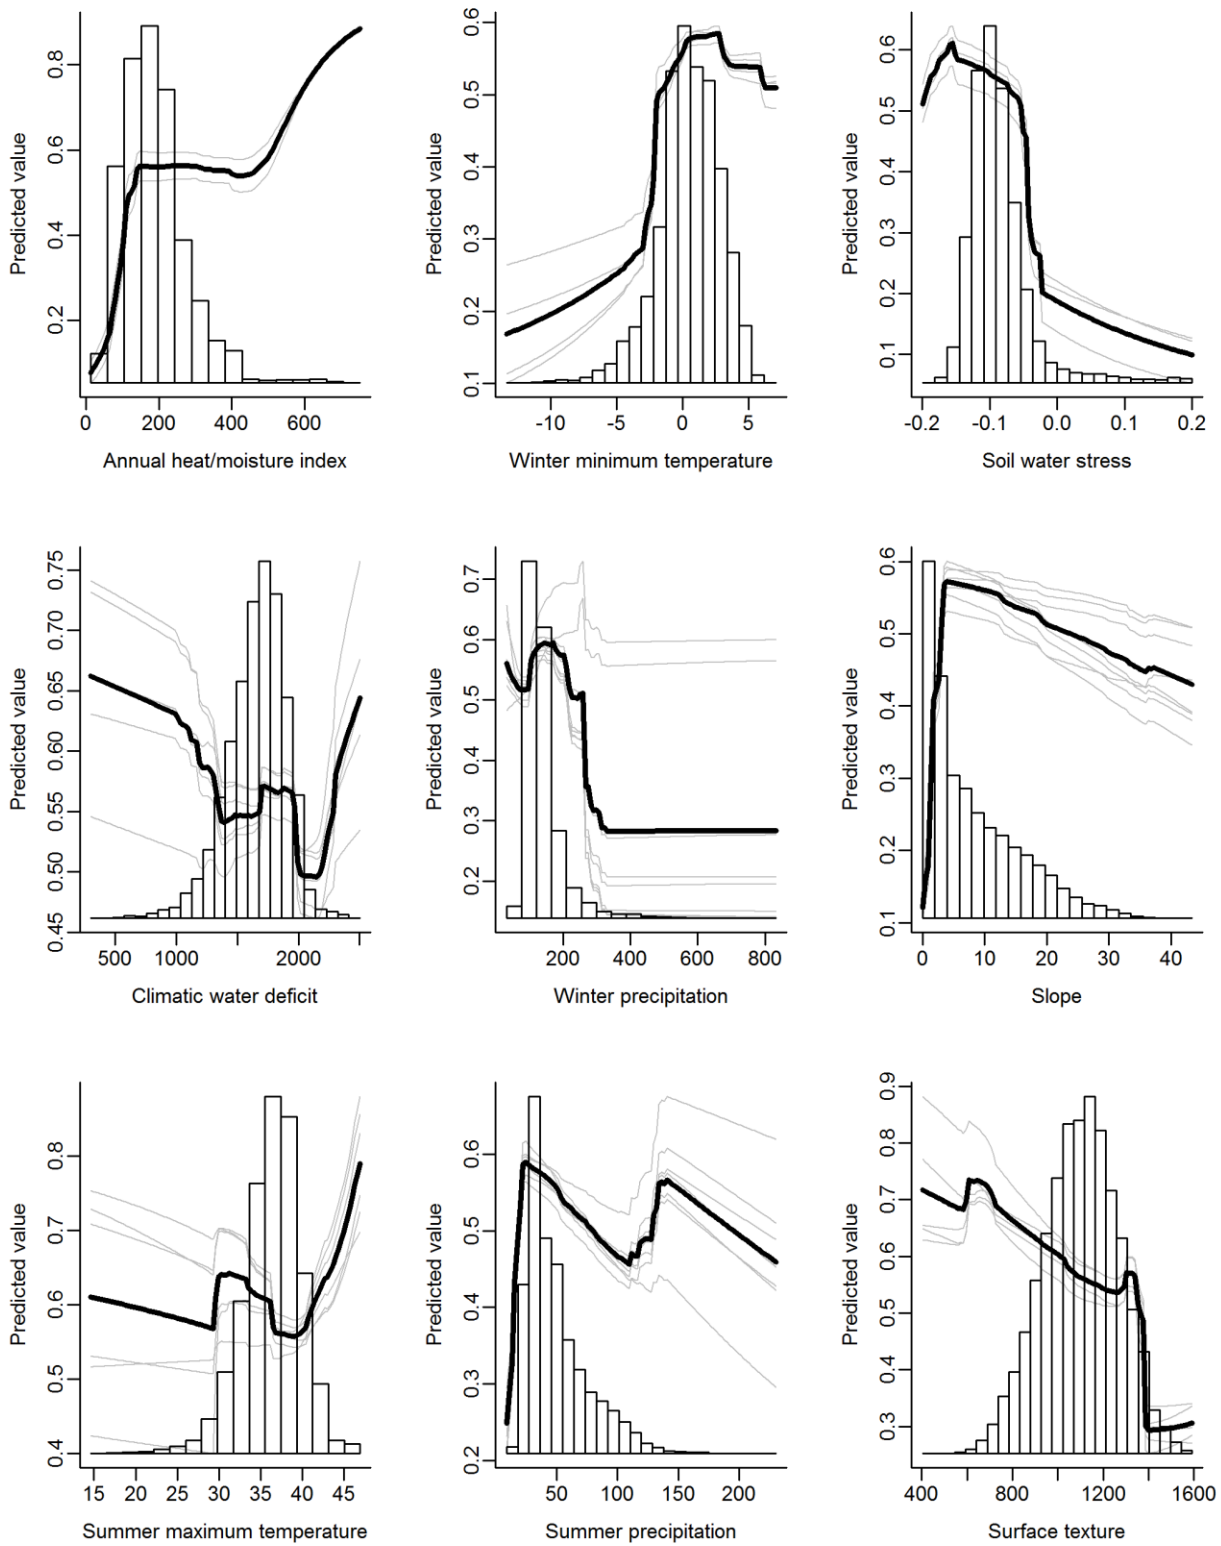 Predicted value
0.2 0.4 0.6 0.8
0 200 400 600
Annual heat/moisture index
Predicted value
0.1 0.2 0.3 0.4 0.5 0.6
-10 -5 0 5
Winter minimum temperature
Predicted value
0.1 0.2 0.3 0.4 0.5 0.6
-0.2 -0.1 0.0 0.1 0.2
Soil water stress
Predicted value
0.45 0.50 0.55 0.60 0.65 0.70 0.75
500 1000 2000
Climatic water deficit
Predicted value
0.2 0.3 0.4 0.5 0.6 0.7
200 400 600 800
Winter precipitation
Predicted value
0.1 0.2 0.3 0.4 0.5 0.6
0 10 20 30 40
Slope
Predicted value
0.4 0.5 0.6 0.7 0.8
15 20 25 30 35 40 45
Summer maximum temperature
Predicted value
0.2 0.3 0.4 0.5 0.6
50 100 150 200
Summer precipitation
Predicted value
0.3 0.4 0.5 0.6 0.7 0.8 0.9
400 800 1200 1600
Surface texture